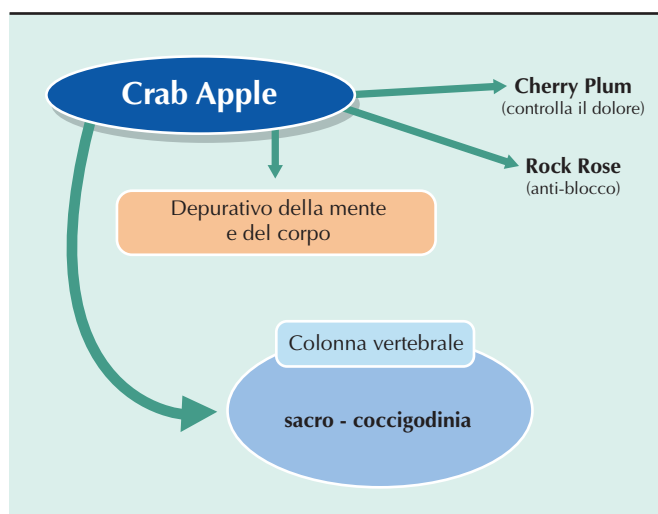 Crab Apple
Cherry Plum
(controlla il dolore)
Rock Rose
(anti-blocco)
Depurativo della mente
e del corpo
Colonna vertebrale
sacro - coccigodinia